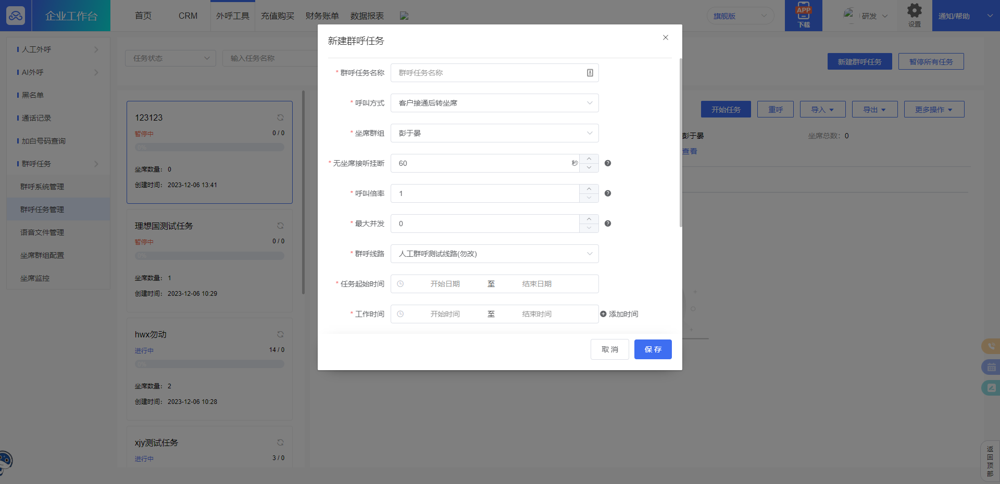 企业工作台
首页
CRM
外呼工具
充值购买
财务账单
数据报表
旗舰版
APP
下载
研发
设置
通知/帮助
人工外呼
AI外呼
黑名单
通话记录
加白号码查询
群呼任务
群呼系统管理
群呼任务管理
语音文件管理
坐席群组配置
坐席监控
任务状态
输入任务名称
新建群呼任务
暂停所有任务
123123
暂停中
0 / 0
0%
坐席数量： 0
创建时间： 2023-12-06 13:41
理想国测试任务
暂停中
0 / 0
0%
坐席数量： 1
创建时间： 2023-12-06 10:29
hwx勿动
进行中
14 / 0
0%
坐席数量： 2
创建时间： 2023-12-06 10:28
xjy测试任务
进行中
3 / 0
开始任务
重呼
导入
导出
更多操作
彭于晏
坐席总数：0
查看
新建群呼任务
* 群呼任务名称
群呼任务名称
* 呼叫方式
客户接通后转坐席
* 坐席群组
彭于晏
* 无坐席接听挂断
60
秒
* 呼叫倍率
1
* 最大并发
0
* 群呼线路
人工群呼测试线路(勿改)
* 任务起始时间
开始日期
至
结束日期
* 工作时间
开始时间
至
结束时间
添加时间
取 消
保 存
返回顶部